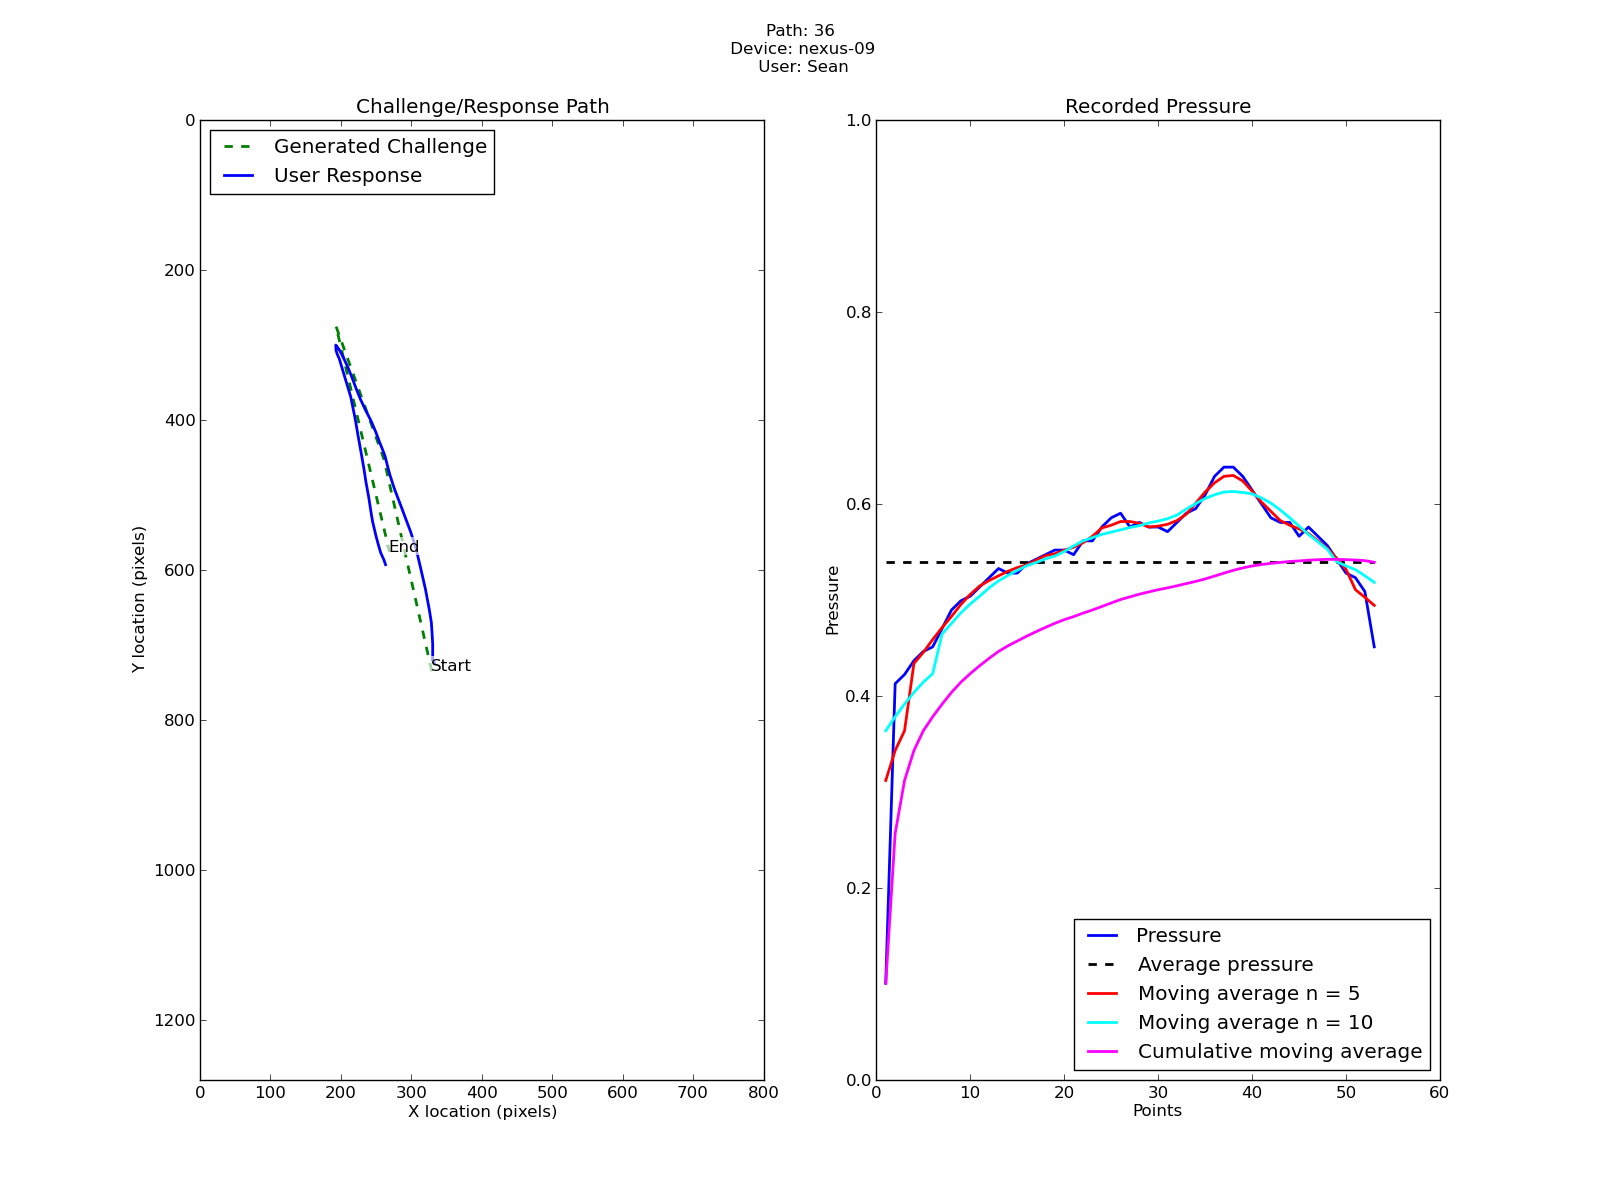 Path: 36
Device: nexus-09
User: Sean
Challenge/Response Path
Generated Challenge
User Response
0
200
400
600
800
1000
1200
Y location (pixels)
End
Start
0 100 200 300 400 500 600 700 800
X location (pixels)
Recorded Pressure
1.0
0.8
0.6
0.4
0.2
0.0
Pressure
Pressure
Average pressure
Moving average n = 5
Moving average n = 10
Cumulative moving average
0 10 20 30 40 50 60
Points